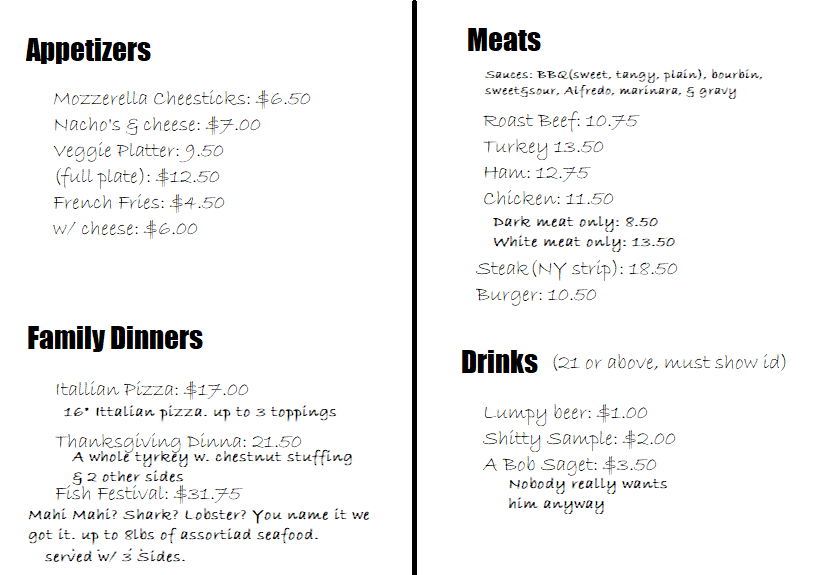 Appetizers
Mozzerella Cheesticks: $6.50
Nacho's & cheese: $7.00
Veggie Platter: 9.50
(full plate): $12.50
French Fries: $4.50
w/ cheese: $6.00
Family Dinners
Itallian Pizza: $17.00
16" Ittalian pizza. up to 3 toppings
Thanksgiving Dinna: 21.50
A whole tyrkey w. chestnut stuffing
& 2 other sides
Fish Festival: $31.75
Mahi Mahi? Shark? Lobster? You name it we
got it. up to 8lbs of assortiad seafood.
served w/ 3 sides.
Meats
Sauces: BBQ(sweet, tangy, plain), bourbin,
sweet&sour, Alfredo, marinara, & gravy
Roast Beef: 10.75
Turkey 13.50
Ham: 12.75
Chicken: 11.50
Dark meat only: 8.50
White meat only: 13.50
Steak(NY strip): 18.50
Burger: 10.50
Drinks (21 or above, must show id)
Lumpy beer: $1.00
Shitty Sample: $2.00
A Bob Saget: $3.50
Nobody really wants
him anyway